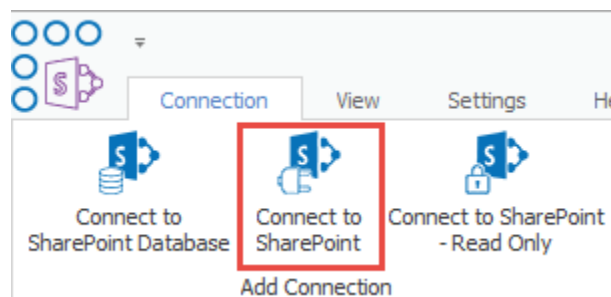 Connection View Settings
Connect to SharePoint Database
Connect to SharePoint
Connect to SharePoint - Read Only
Add Connection